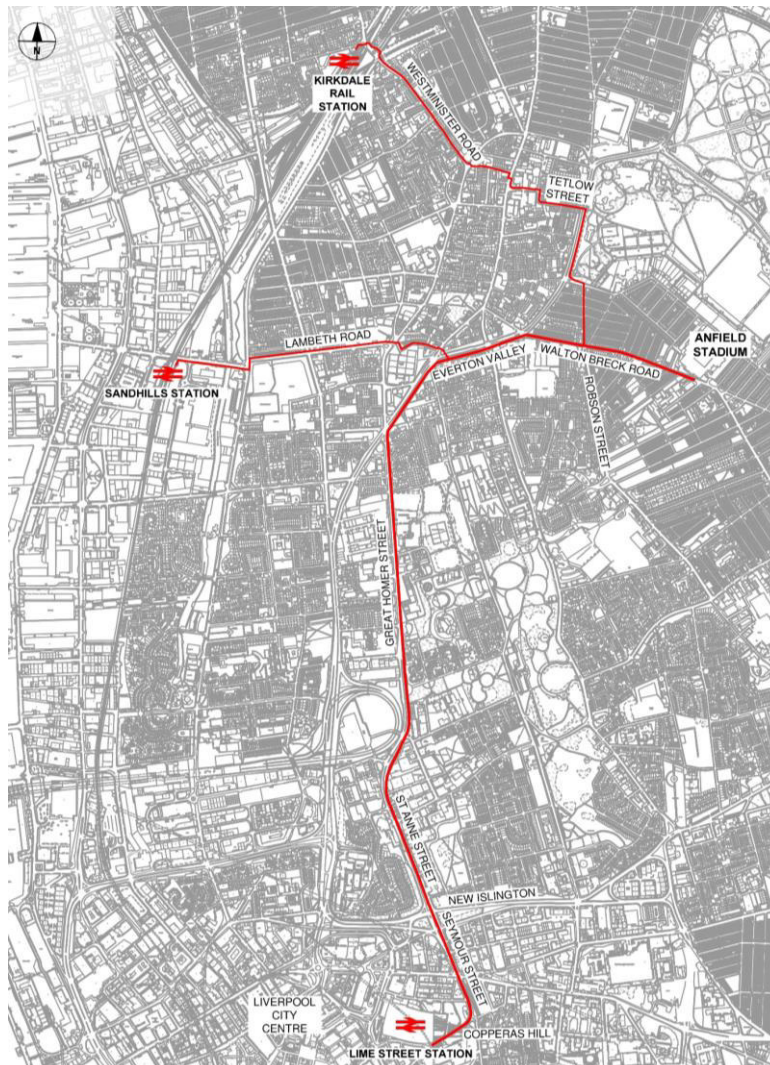 N
KIRKDALE
RAIL
STATION
WESTMINISTER ROAD
TETLOW
STREET
LAMBETH ROAD
ANFIELD
STADIUM
EVERTON VALLEY
WALTON BRECK ROAD
SANDHILLS STATION
ROBSON STREET
GREAT HOMER STREET
ST ANNE STREET
NEW ISLINGTON
SEYMOUR STREET
LIVERPOOL
CITY
CENTRE
COPPERAS HILL
LIME STREET STATION